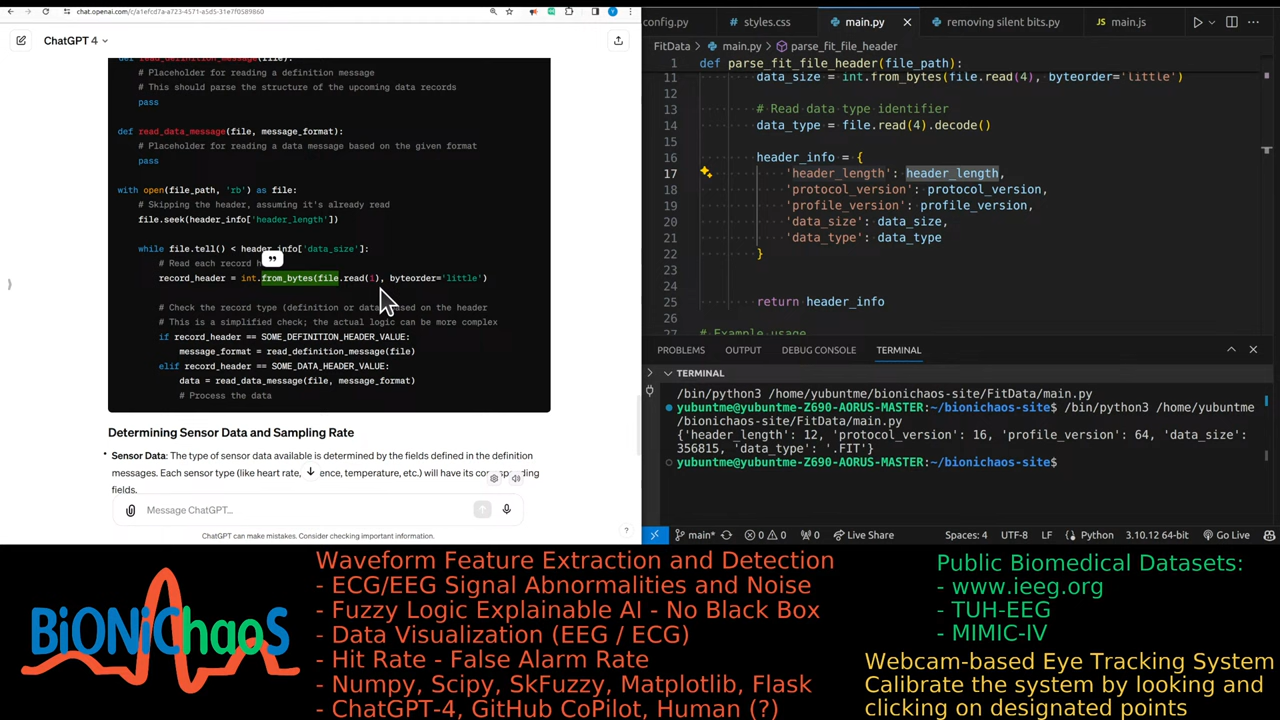 chat.openai.com/c/a1efcd7a-a723-4571-a5d5-31e7f0589860
ChatGPT 4
def read_definition_message(file):
# Placeholder for reading a definition message
# This should parse the structure of the upcoming data records
pass
def read_data_message(file, message_format):
# Placeholder for reading a data message based on the given format
pass
with open(file_path, 'rb') as file:
# Skipping the header, assuming it's already read
file.seek(header_info['header_length'])
while file.tell() < header_info['data_size']:
# Read each record h
record_header = int.from_bytes(file.read(1), byteorder='little')
# Check the record type (definition or data) based on the header
# This is a simplified check; the actual logic can be more complex
if record_header == SOME_DEFINITION_HEADER_VALUE:
message_format = read_definition_message(file)
elif record_header == SOME_DATA_HEADER_VALUE:
data = read_data_message(file, message_format)
# Process the data
Determining Sensor Data and Sampling Rate
• Sensor Data: The type of sensor data available is determined by the fields defined in the definition
messages. Each sensor type (like heart rate, ence, temperature, etc.) will have its corresponding
fields.
Message ChatGPT...
ChatGPT can make mistakes. Consider checking important information.
?
config.py styles.css main.py removing silent bits.py main.js
FitData > main.py > parse_fit_file_header
1 def parse_fit_file_header(file_path):
11 data_size = int.from_bytes(file.read(4), byteorder='little')
12
13 # Read data type identifier
14 data_type = file.read(4).decode()
15
16 header_info = {
17 'header_length': header_length,
18 'protocol_version': protocol_version,
19 'profile_version': profile_version,
20 'data_size': data_size,
21 'data_type': data_type
22 }
23
24
25 return header_info
26
27 # Example usage
PROBLEMS OUTPUT DEBUG CONSOLE TERMINAL
TERMINAL
/bin/python3 /home/yubuntme/bionichaos-site/FitData/main.py
yubuntme@yubuntme-Z690-AORUS-MASTER:~/bionichaos-site$ /bin/python3 /home/yubuntme
/bionichaos-site/FitData/main.py
{'header_length': 12, 'protocol_version': 16, 'profile_version': 64, 'data_size':
356815, 'data_type': '.FIT'}
yubuntme@yubuntme-Z690-AORUS-MASTER:~/bionichaos-site$
main* 0 0 Live Share Spaces: 4 UTF-8 LF Python 3.10.12 64-bit Go Live
BiONiChaoS
Waveform Feature Extraction and Detection
- ECG/EEG Signal Abnormalities and Noise
- Fuzzy Logic Explainable AI - No Black Box
- Data Visualization (EEG / ECG)
- Hit Rate - False Alarm Rate
- Numpy, Scipy, SkFuzzy, Matplotlib, Flask
- ChatGPT-4, GitHub CoPilot, Human (?)
Public Biomedical Datasets:
- www.ieeg.org
- TUH-EEG
- MIMIC-IV
Webcam-based Eye Tracking System
Calibrate the system by looking and
clicking on designated points